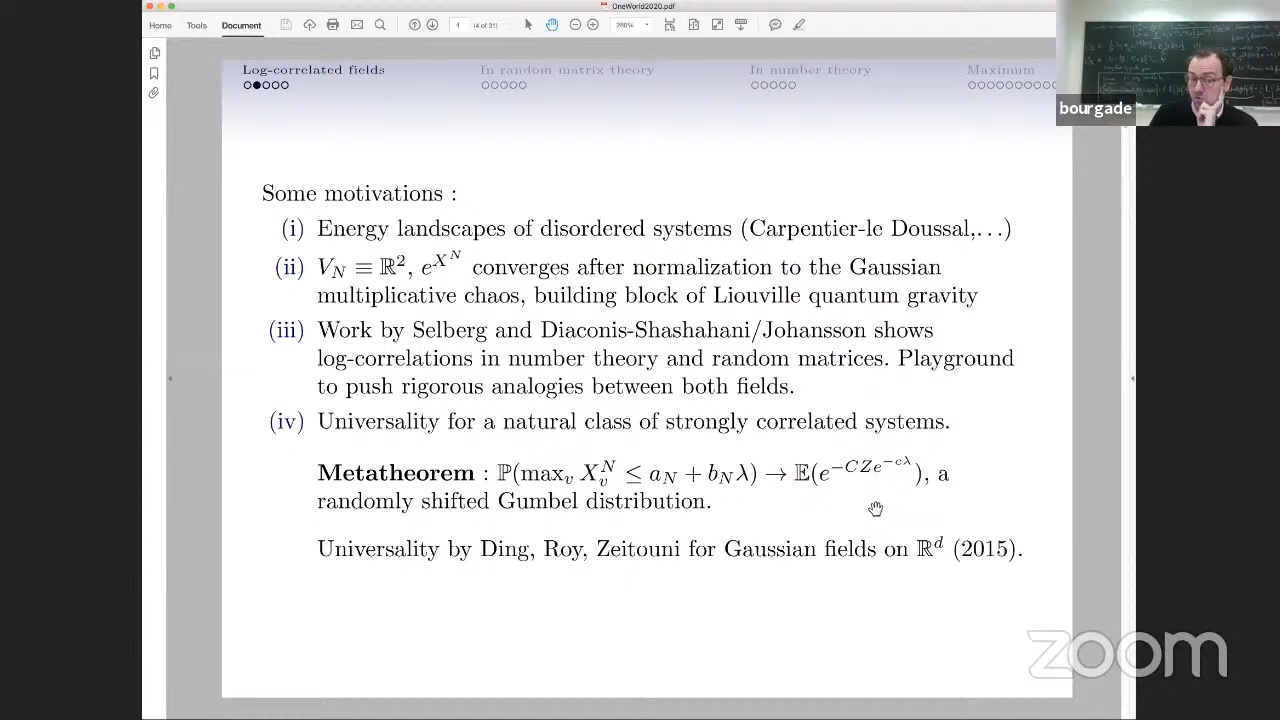 OneWorld2020.pdf
Home Tools Document 4 (4 of 31) 280%
Log-correlated fields In random matrix theory In number theory Maximum
bourgade
Some motivations :
(i) Energy landscapes of disordered systems (Carpentier-le Doussal,...)
(ii) V_N ≡ ℝ², e^{X^N} converges after normalization to the Gaussian
multiplicative chaos, building block of Liouville quantum gravity
(iii) Work by Selberg and Diaconis-Shashahani/Johansson shows
log-correlations in number theory and random matrices. Playground
to push rigorous analogies between both fields.
(iv) Universality for a natural class of strongly correlated systems.
Metatheorem : ℙ(max_v X_v^N ≤ a_N + b_N λ) → 𝔼(e^{-CZe^{-cλ}}), a
randomly shifted Gumbel distribution.
Universality by Ding, Roy, Zeitouni for Gaussian fields on ℝ^d (2015).
zoom